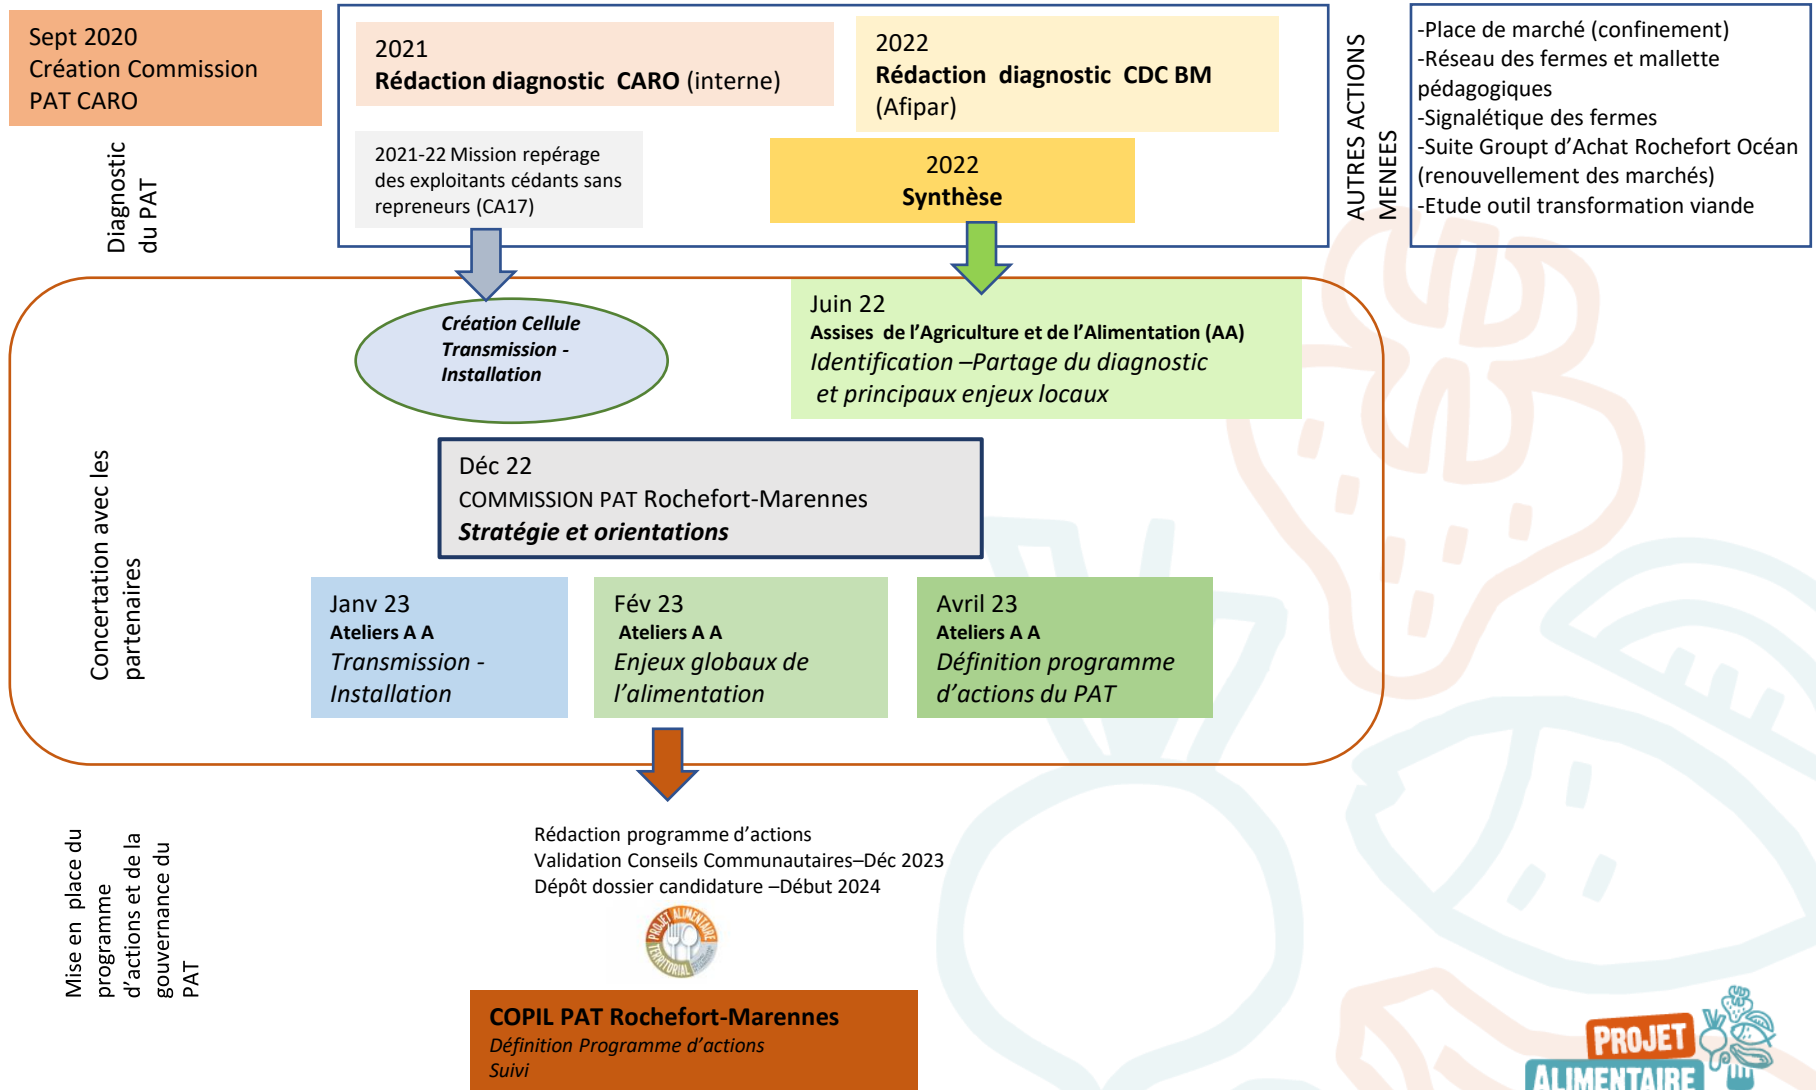 Sept 2020
Création Commission
PAT CARO
2021
Rédaction diagnostic CARO (interne)
2022
Rédaction diagnostic CDC BM
(Afipar)
2021-22 Mission repérage
des exploitants cédants sans
repreneurs (CA17)
2022
Synthèse
AUTRES ACTIONS
MENEES
-Place de marché (confinement)
-Réseau des fermes et mallette
pédagogiques
-Signalétique des fermes
-Suite Groupt d'Achat Rochefort Océan
(renouvellement des marchés)
-Etude outil transformation viande
Diagnostic
du PAT
Création Cellule
Transmission -
Installation
Juin 22
Assises de l'Agriculture et de l'Alimentation (AA)
Identification –Partage du diagnostic
et principaux enjeux locaux
Concertation avec les
partenaires
Déc 22
COMMISSION PAT Rochefort-Marennes
Stratégie et orientations
Janv 23
Ateliers A A
Transmission -
Installation
Fév 23
Ateliers A A
Enjeux globaux de
l'alimentation
Avril 23
Ateliers A A
Définition programme
d'actions du PAT
Mise en place du
programme
d'actions et de la
gouvernance du
PAT
Rédaction programme d'actions
Validation Conseils Communautaires–Déc 2023
Dépôt dossier candidature –Début 2024
PROJET ALIMENTAIRE
TERRITORIAL
COPIL PAT Rochefort-Marennes
Définition Programme d'actions
Suivi
PROJET
ALIMENTAIRE